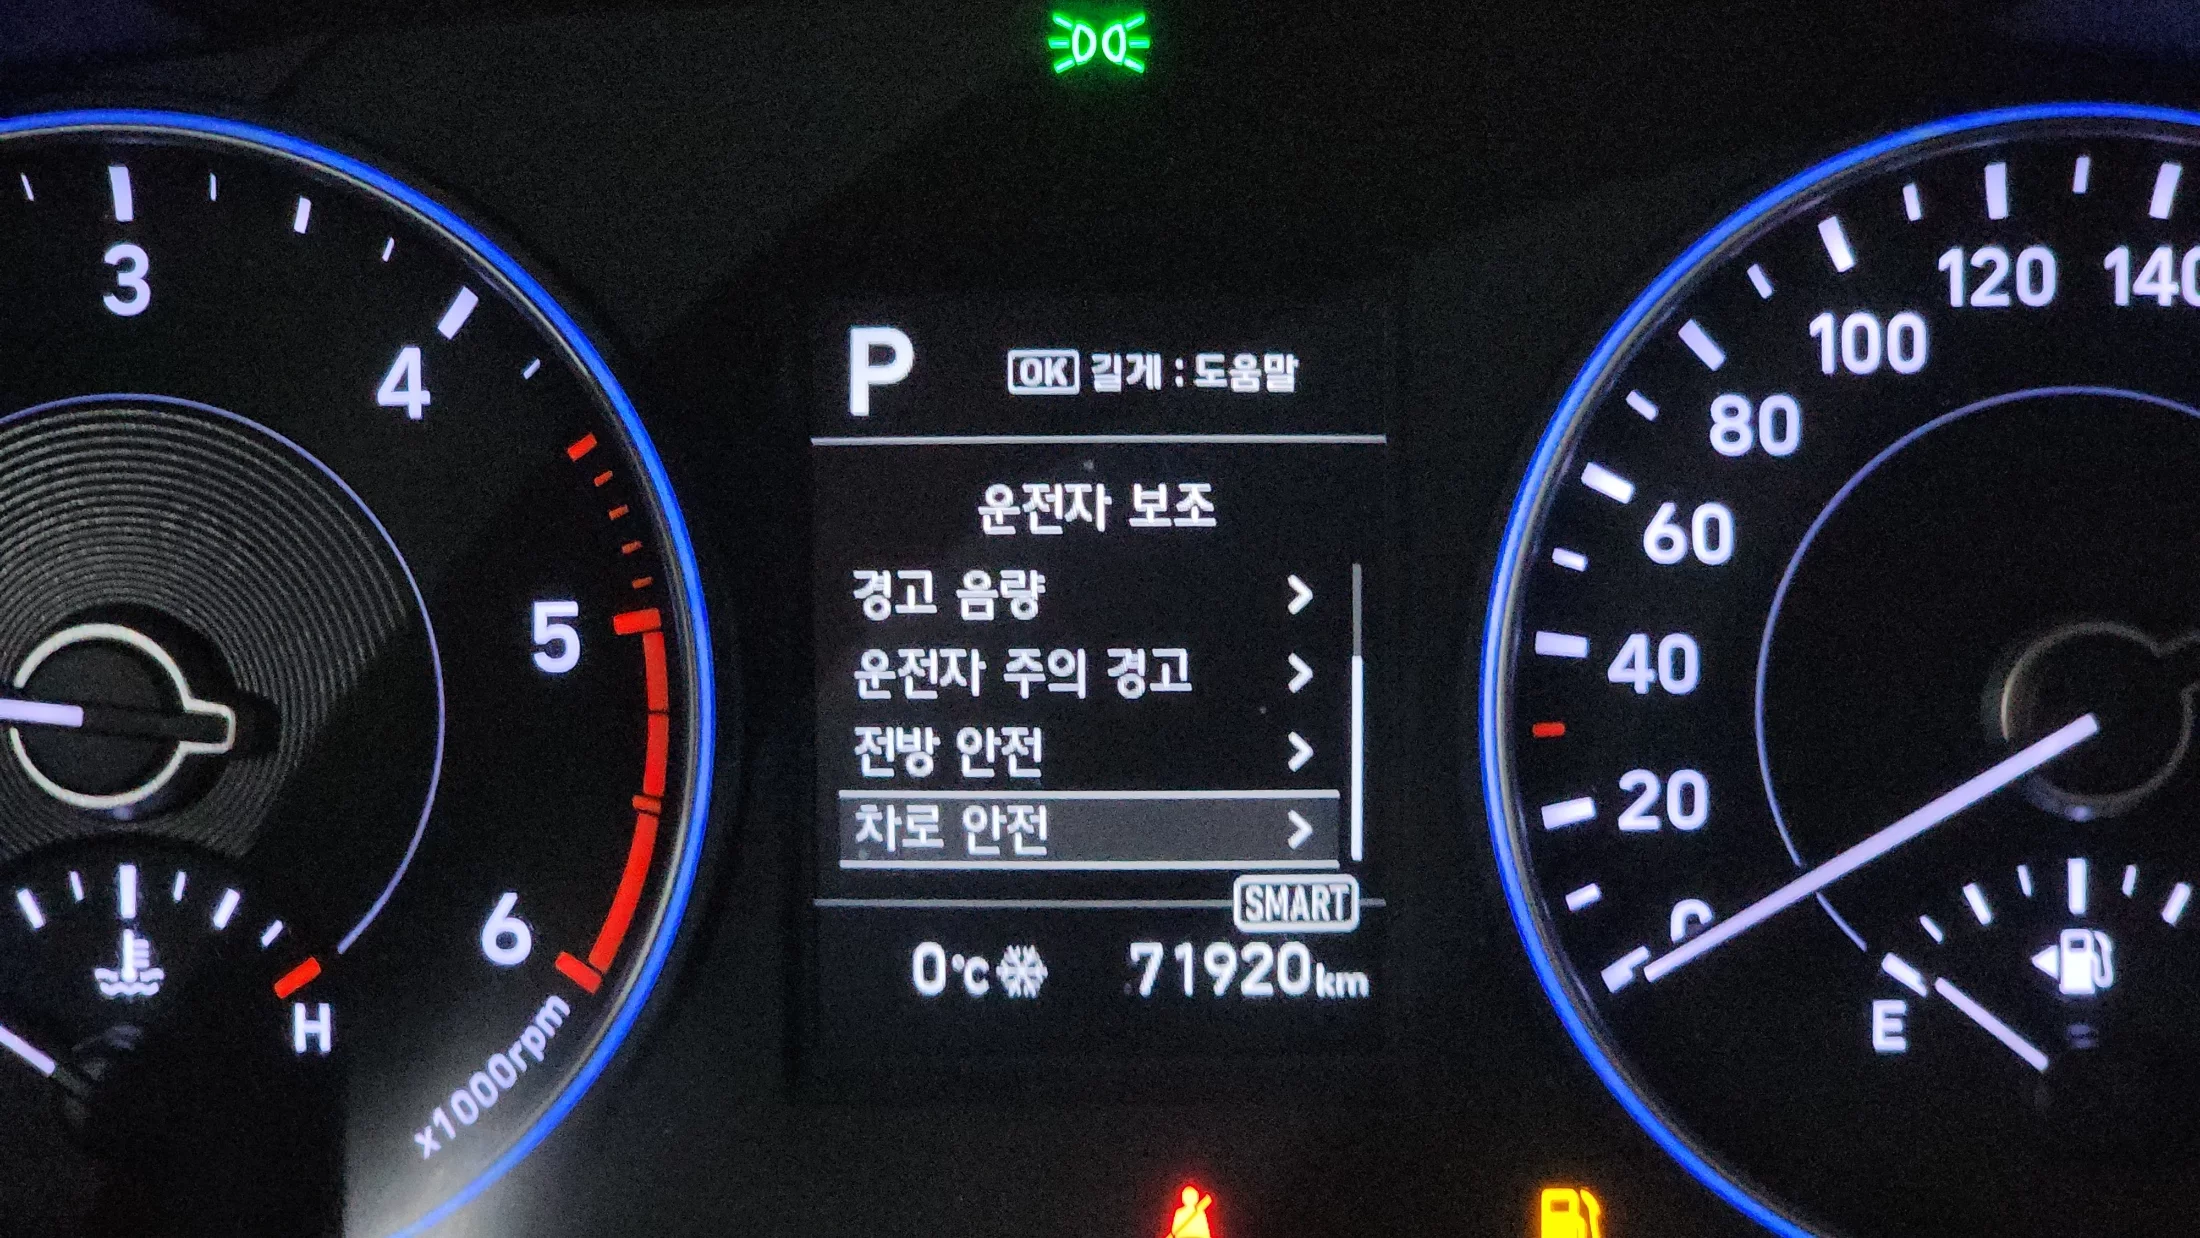 P
OK 길게 : 도움말
운전자 보조
경고 음량
운전자 주의 경고
전방 안전
차로 안전
SMART
0°C
71920km
3
4
5
6
H
x1000rpm
140
120
100
80
60
40
20
0
E